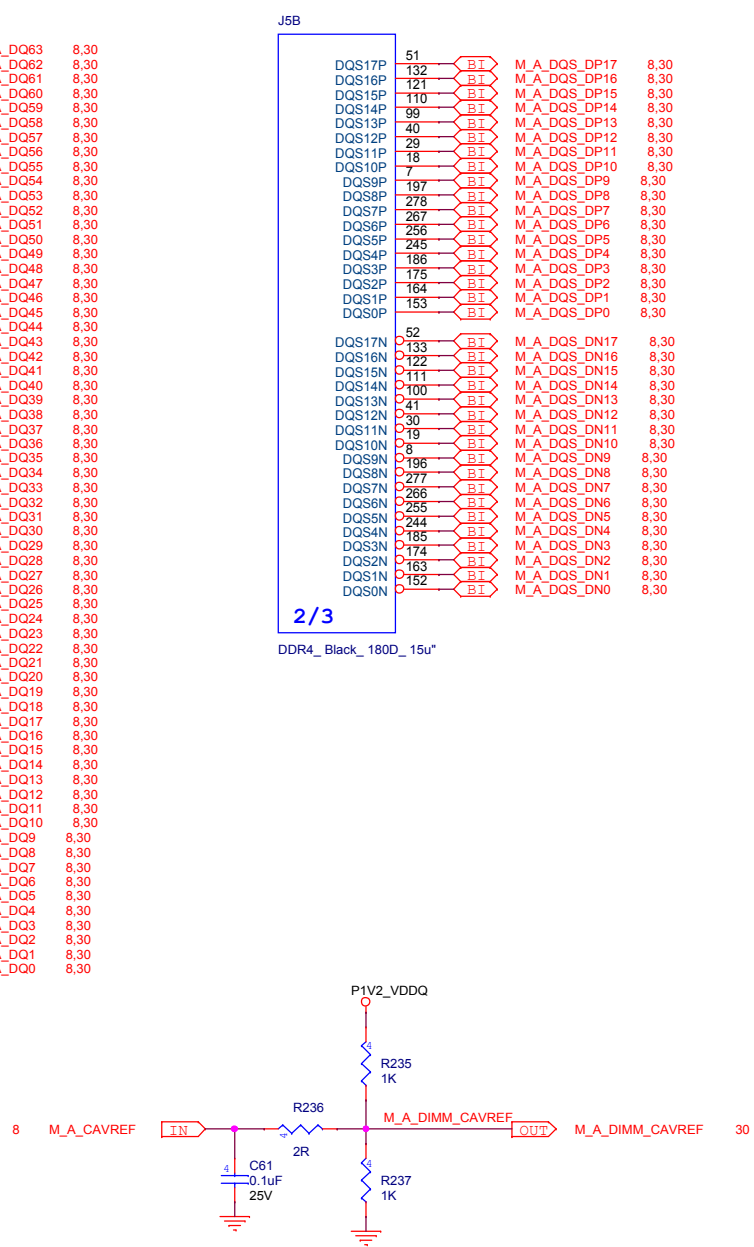 J5B
_DQ63 8,30
_DQ62 8,30
_DQ61 8,30
_DQ60 8,30
_DQ59 8,30
_DQ58 8,30
_DQ57 8,30
_DQ56 8,30
_DQ55 8,30
_DQ54 8,30
_DQ53 8,30
_DQ52 8,30
_DQ51 8,30
_DQ50 8,30
_DQ49 8,30
_DQ48 8,30
_DQ47 8,30
_DQ46 8,30
_DQ45 8,30
_DQ44 8,30
_DQ43 8,30
_DQ42 8,30
_DQ41 8,30
_DQ40 8,30
_DQ39 8,30
_DQ38 8,30
_DQ37 8,30
_DQ36 8,30
_DQ35 8,30
_DQ34 8,30
_DQ33 8,30
_DQ32 8,30
_DQ31 8,30
_DQ30 8,30
_DQ29 8,30
_DQ28 8,30
_DQ27 8,30
_DQ26 8,30
_DQ25 8,30
_DQ24 8,30
_DQ23 8,30
_DQ22 8,30
_DQ21 8,30
_DQ20 8,30
_DQ19 8,30
_DQ18 8,30
_DQ17 8,30
_DQ16 8,30
_DQ15 8,30
_DQ14 8,30
_DQ13 8,30
_DQ12 8,30
_DQ11 8,30
_DQ10 8,30
_DQ9 8,30
_DQ8 8,30
_DQ7 8,30
_DQ6 8,30
_DQ5 8,30
_DQ4 8,30
_DQ3 8,30
_DQ2 8,30
_DQ1 8,30
_DQ0 8,30
DQS17P 51 BI M_A_DQS_DP17 8,30
DQS16P 132 BI M_A_DQS_DP16 8,30
DQS15P 121 BI M_A_DQS_DP15 8,30
DQS14P 110 BI M_A_DQS_DP14 8,30
DQS13P 99 BI M_A_DQS_DP13 8,30
DQS12P 40 BI M_A_DQS_DP12 8,30
DQS11P 29 BI M_A_DQS_DP11 8,30
DQS10P 18 BI M_A_DQS_DP10 8,30
DQS9P 7 BI M_A_DQS_DP9 8,30
DQS8P 197 BI M_A_DQS_DP8 8,30
DQS7P 278 BI M_A_DQS_DP7 8,30
DQS6P 267 BI M_A_DQS_DP6 8,30
DQS5P 256 BI M_A_DQS_DP5 8,30
DQS4P 245 BI M_A_DQS_DP4 8,30
DQS3P 186 BI M_A_DQS_DP3 8,30
DQS2P 175 BI M_A_DQS_DP2 8,30
DQS1P 164 BI M_A_DQS_DP1 8,30
DQS0P 153 BI M_A_DQS_DP0 8,30
DQS17N 52 BI M_A_DQS_DN17 8,30
DQS16N 133 BI M_A_DQS_DN16 8,30
DQS15N 122 BI M_A_DQS_DN15 8,30
DQS14N 111 BI M_A_DQS_DN14 8,30
DQS13N 100 BI M_A_DQS_DN13 8,30
DQS12N 41 BI M_A_DQS_DN12 8,30
DQS11N 30 BI M_A_DQS_DN11 8,30
DQS10N 19 BI M_A_DQS_DN10 8,30
DQS9N 8 BI M_A_DQS_DN9 8,30
DQS8N 196 BI M_A_DQS_DN8 8,30
DQS7N 277 BI M_A_DQS_DN7 8,30
DQS6N 266 BI M_A_DQS_DN6 8,30
DQS5N 255 BI M_A_DQS_DN5 8,30
DQS4N 244 BI M_A_DQS_DN4 8,30
DQS3N 185 BI M_A_DQS_DN3 8,30
DQS2N 174 BI M_A_DQS_DN2 8,30
DQS1N 163 BI M_A_DQS_DN1 8,30
DQS0N 152 BI M_A_DQS_DN0 8,30
2/3
DDR4_ Black_ 180D_ 15u"
P1V2_VDDQ
4
R235
1K
R236
M_A_DIMM_CAVREF
8 M_A_CAVREF IN
4
2R
OUT M_A_DIMM_CAVREF 30
4 C61
0.1uF
25V
4
R237
1K